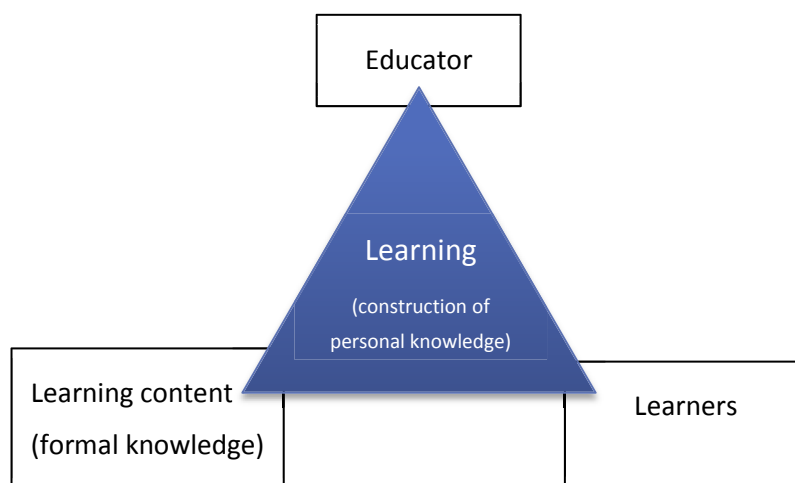 Educator
Learning
(construction of
personal knowledge)
Learning content
(formal knowledge)
Learners